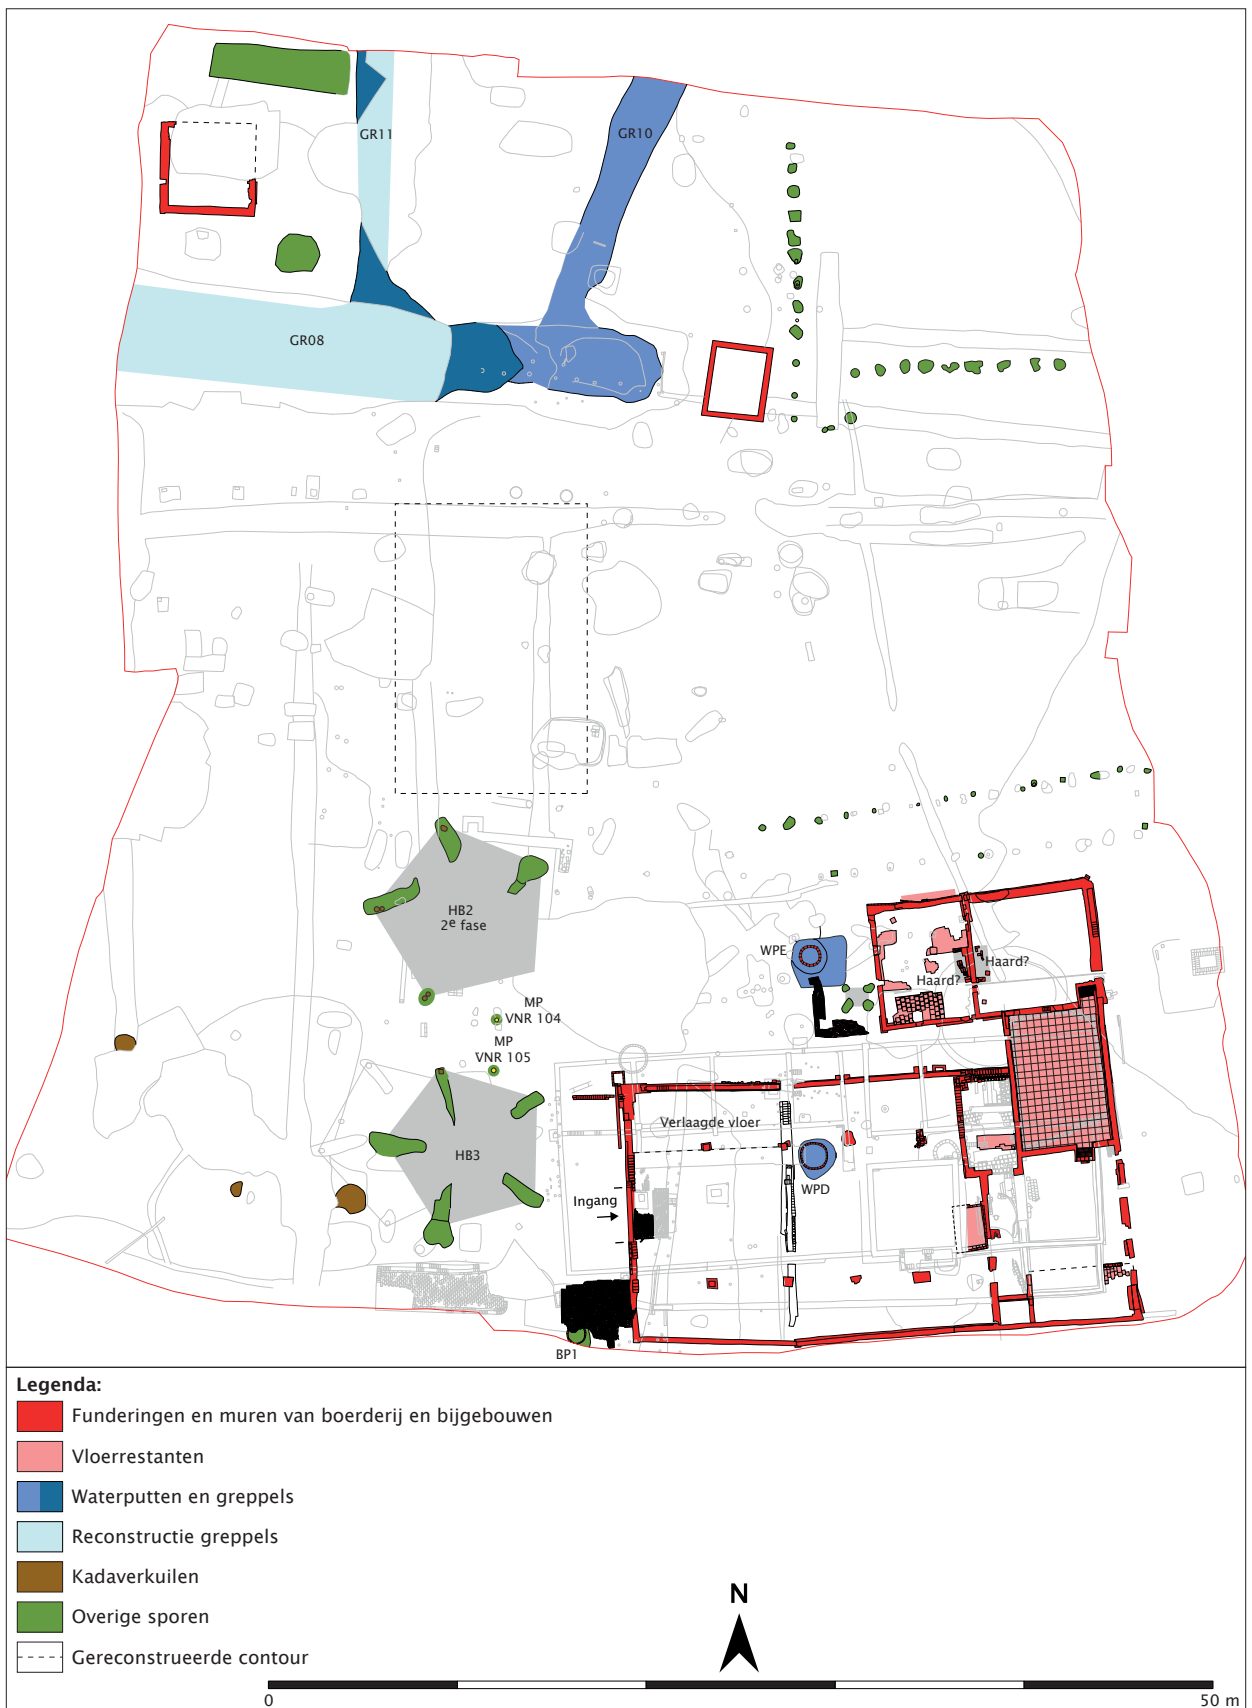 GR11
GR10
GR08
HB2
2e fase
WPE
Haard?
Haard?
MP
VNR 104
MP
VNR 105
Verlaagde vloer
HB3
WPD
Ingang
BP1
Legenda:
Funderingen en muren van boerderij en bijgebouwen
Vloerrestanten
Waterputten en greppels
Reconstructie greppels
Kadaverkuilen
Overige sporen
Gereconstrueerde contour
N
0
50 m